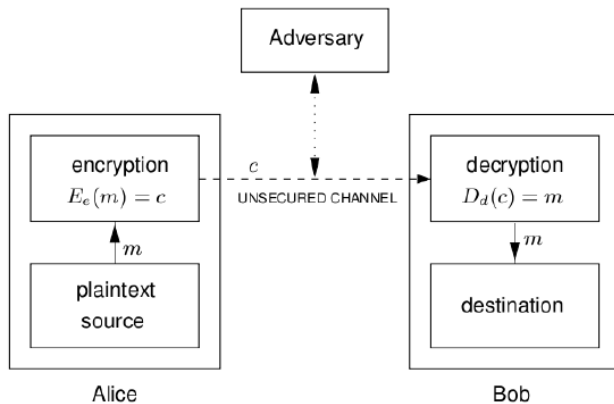 Adversary
encryption
E_e(m) = c
m
plaintext
source
Alice
c
UNSECURED CHANNEL
decryption
D_d(c) = m
m
destination
Bob